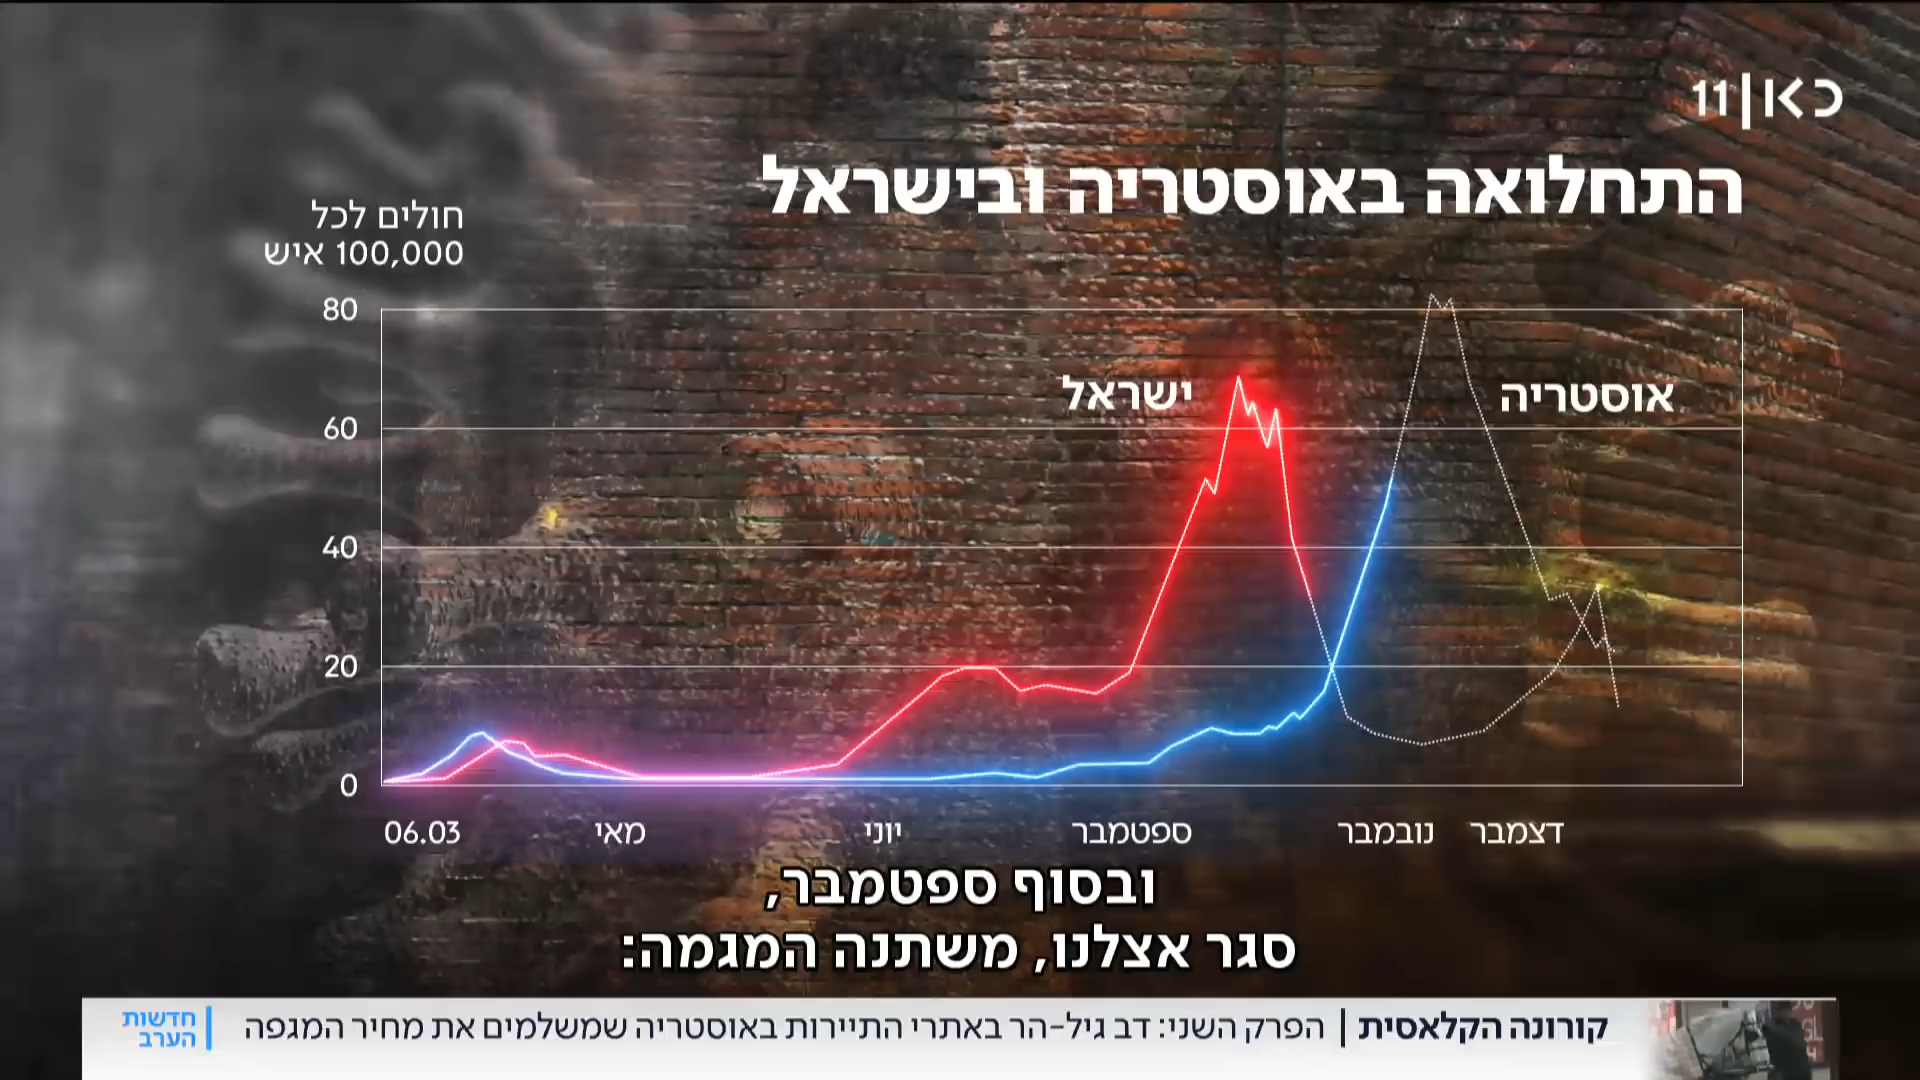 כאן 11
התחלואה באוסטריה ובישראל
חולים לכל
100,000 איש
80
60
40
20
0
ישראל
אוסטריה
06.03
מאי
יוני
ספטמבר
נובמבר
דצמבר
ובסוף ספטמבר,
סגר אצלנו, משתנה המגמה:
קורונה הקלאסית | הפרק השני: דב גיל-הר באתרי התיירות באוסטריה שמשלמים את מחיר המגפה
חדשות
הערב